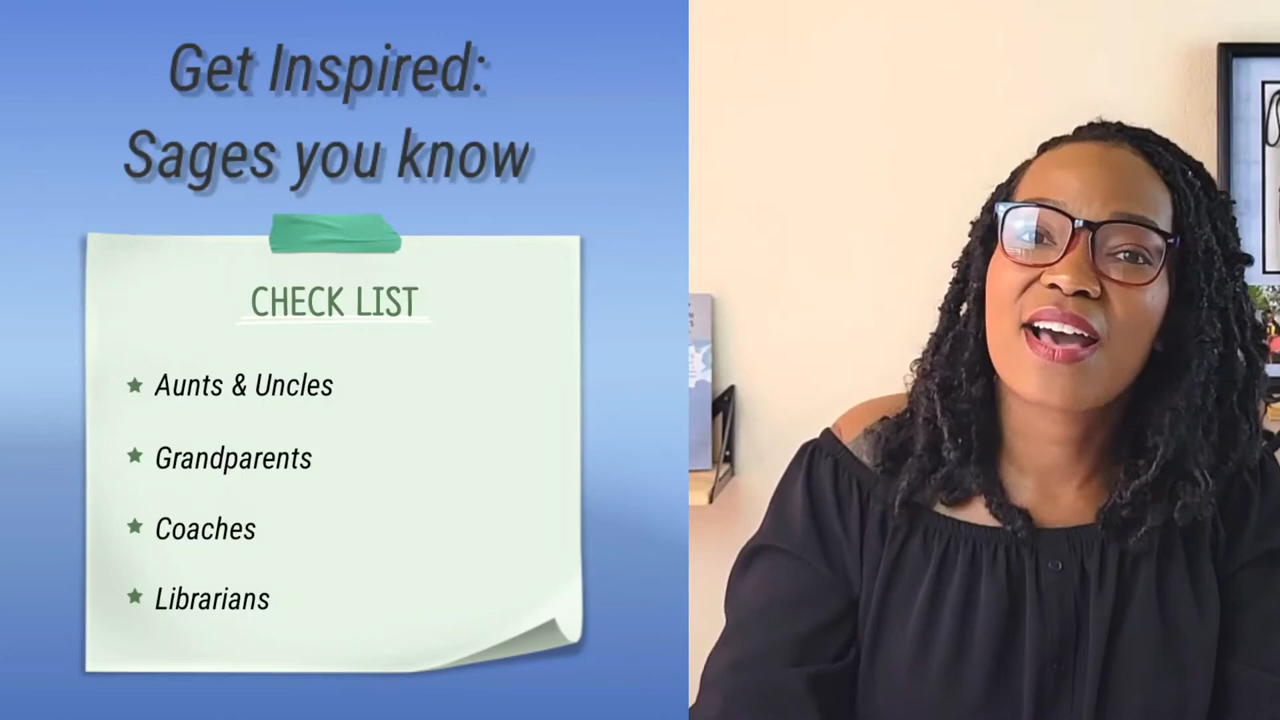 Get Inspired:
Sages you know
CHECK LIST
Aunts & Uncles
Grandparents
Coaches
Librarians